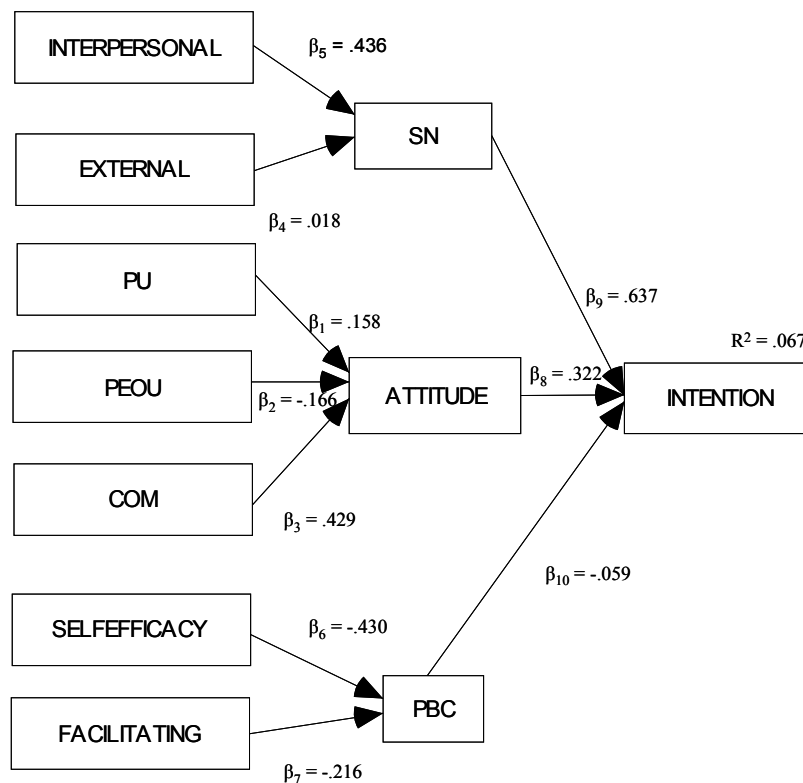 INTERPERSONAL
β5 = .436
SN
EXTERNAL
β4 = .018
PU
β9 = .637
β1 = .158
R² = .067
PEOU
β2 = -.166
ATTITUDE
β8 = .322
INTENTION
COM
β3 = .429
β10 = -.059
SELFEFFICACY
β6 = -.430
PBC
FACILITATING
β7 = -.216